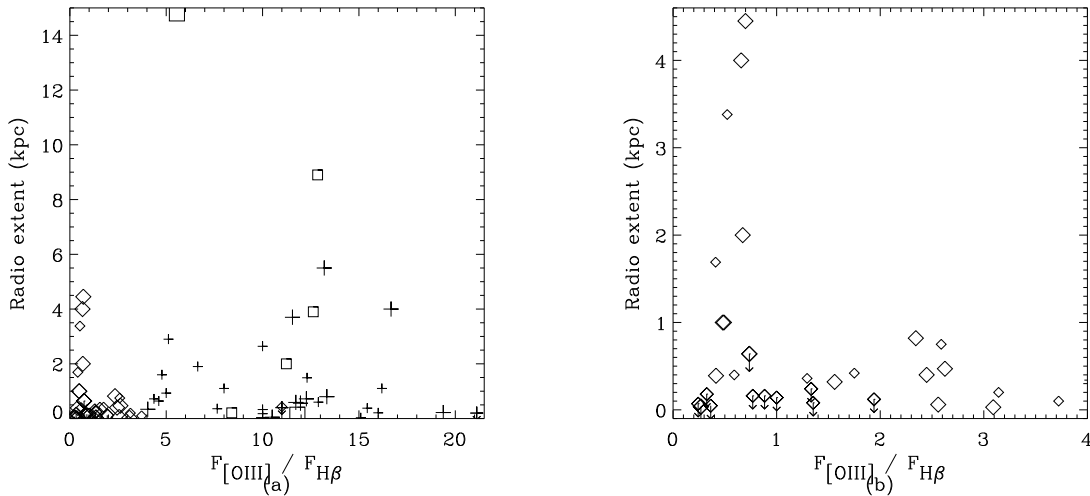 14
12
10
8
6
4
2
0
Radio extent (kpc)
0 5 10 15 20
F[OIII] / FHβ
(a)
4
3
2
1
0
Radio extent (kpc)
0 1 2 3 4
F[OIII] / FHβ
(b)